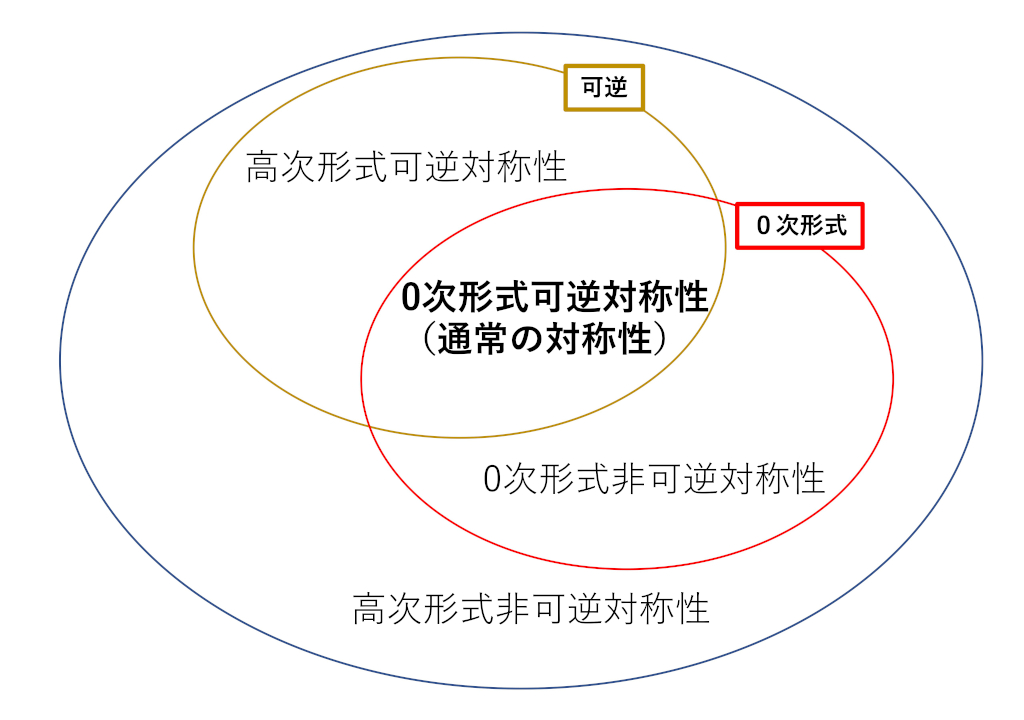 可逆
高次形式可逆対称性
０次形式
0次形式可逆対称性
（通常の対称性）
0次形式非可逆対称性
高次形式非可逆対称性